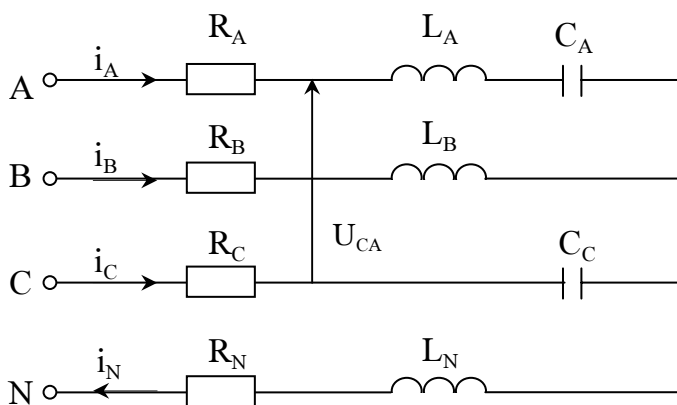 R_A L_A C_A
A i_A
R_B L_B
B i_B
U_CA
R_C C_C
C i_C
R_N L_N
N i_N